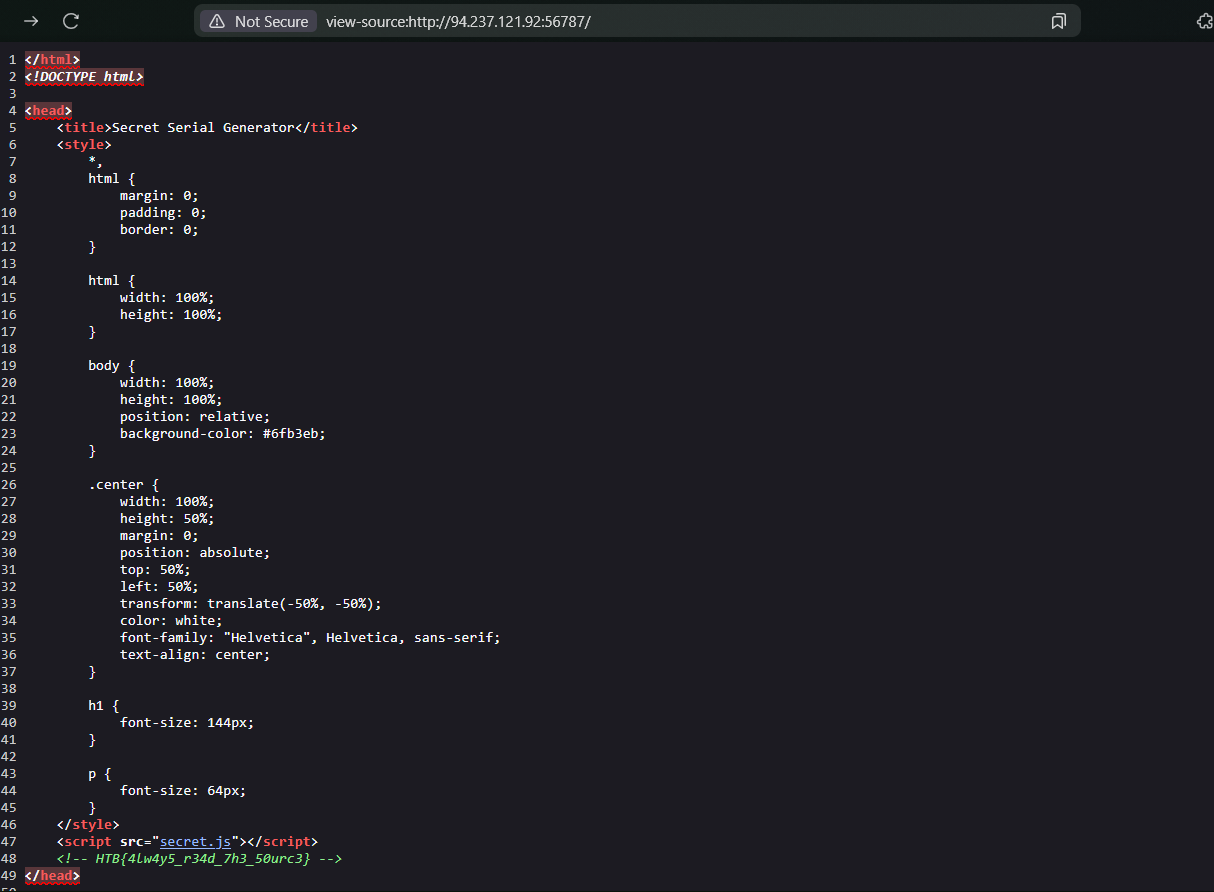 Not Secure view-source:http://94.237.121.92:56787/
1 </html>
2 <!DOCTYPE html>
3
4 <head>
5     <title>Secret Serial Generator</title>
6     <style>
7         *,
8         html {
9             margin: 0;
10             padding: 0;
11             border: 0;
12         }
13
14         html {
15             width: 100%;
16             height: 100%;
17         }
18
19         body {
20             width: 100%;
21             height: 100%;
22             position: relative;
23             background-color: #6fb3eb;
24         }
25
26         .center {
27             width: 100%;
28             height: 50%;
29             margin: 0;
30             position: absolute;
31             top: 50%;
32             left: 50%;
33             transform: translate(-50%, -50%);
34             color: white;
35             font-family: "Helvetica", Helvetica, sans-serif;
36             text-align: center;
37         }
38
39         h1 {
40             font-size: 144px;
41         }
42
43         p {
44             font-size: 64px;
45         }
46     </style>
47     <script src="secret.js"></script>
48     <!-- HTB{4lw4y5_r34d_7h3_50urc3} -->
49 </head>
50